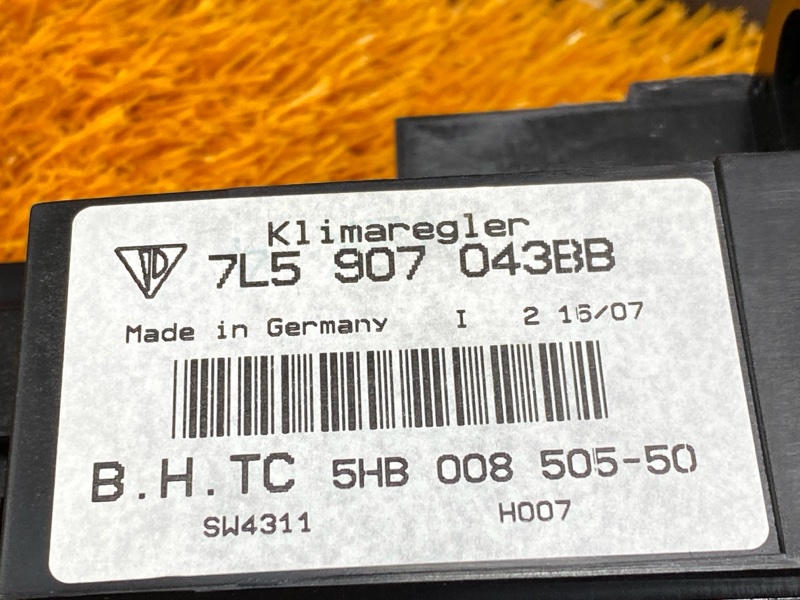 Klimaregler
7L5 907 043BB
Made in Germany I 2 16/07
B.H.TC 5HB 008 505-50
SW4311 H007